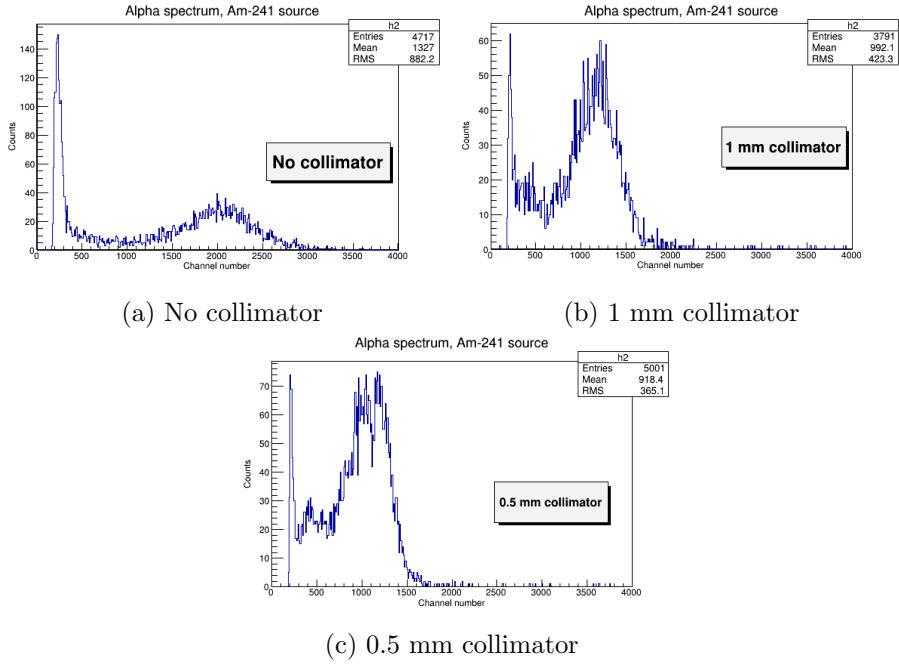 Alpha spectrum, Am-241 source
h2
Entries 4717
Mean 1327
RMS 882.2
Counts
140
120
100
80
60
40
20
0
No collimator
0 500 1000 1500 2000 2500 3000 3500 4000
Channel number
(a) No collimator
Alpha spectrum, Am-241 source
h2
Entries 3791
Mean 992.1
RMS 423.3
Counts
60
50
40
30
20
10
0
1 mm collimator
0 500 1000 1500 2000 2500 3000 3500 4000
Channel number
(b) 1 mm collimator
Alpha spectrum, Am-241 source
h2
Entries 5001
Mean 918.4
RMS 365.1
Counts
70
60
50
40
30
20
10
0
0.5 mm collimator
0 500 1000 1500 2000 2500 3000 3500 4000
Channel number
(c) 0.5 mm collimator